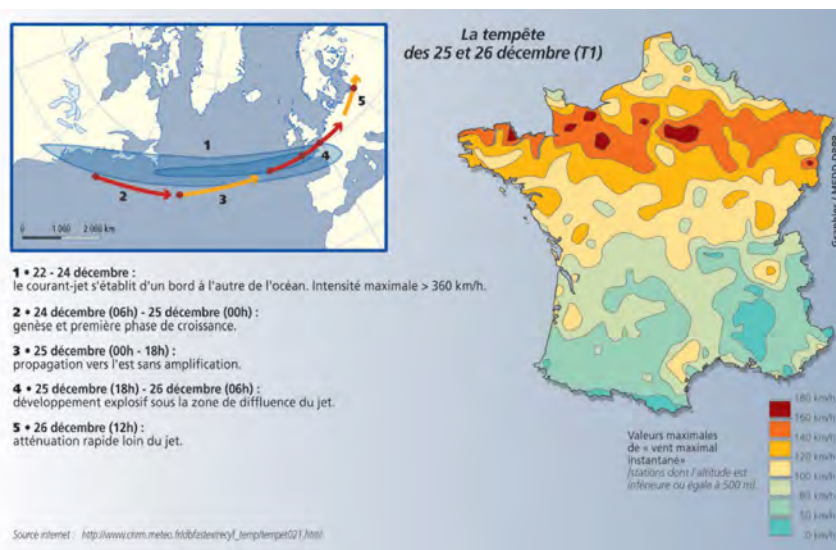 La tempête
des 25 et 26 décembre (T1)
1
2
3
4
5
0 1 000 2 000 km
1 • 22 - 24 décembre :
le courant-jet s'établit d'un bord à l'autre de l'océan. Intensité maximale > 360 km/h.
2 • 24 décembre (06h) - 25 décembre (00h) :
genèse et première phase de croissance.
3 • 25 décembre (00h - 18h) :
propagation vers l'est sans amplification.
4 • 25 décembre (18h) - 26 décembre (06h) :
développement explosif sous la zone de diffluence du jet.
5 • 26 décembre (12h) :
atténuation rapide loin du jet.
Valeurs maximales
de « vent maximal
instantané»
(stations dont l'altitude est
inférieure ou égale à 500 m).
180 km/h
160 km/h
140 km/h
120 km/h
100 km/h
80 km/h
50 km/h
0 km/h
Graphies / MEDD DPPR
Source internet : http://www.cnrm.meteo.fr/dbfastex/recyf_temp/tempet021.html